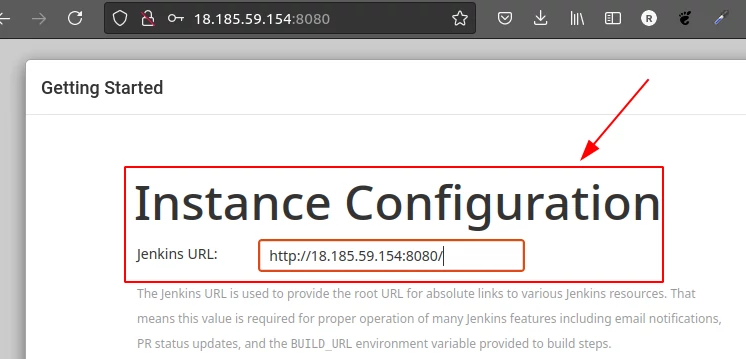 18.185.59.154:8080
R
Getting Started
Instance Configuration
Jenkins URL: http://18.185.59.154:8080/
The Jenkins URL is used to provide the root URL for absolute links to various Jenkins resources. That
means this value is required for proper operation of many Jenkins features including email notifications,
PR status updates, and the BUILD_URL environment variable provided to build steps.